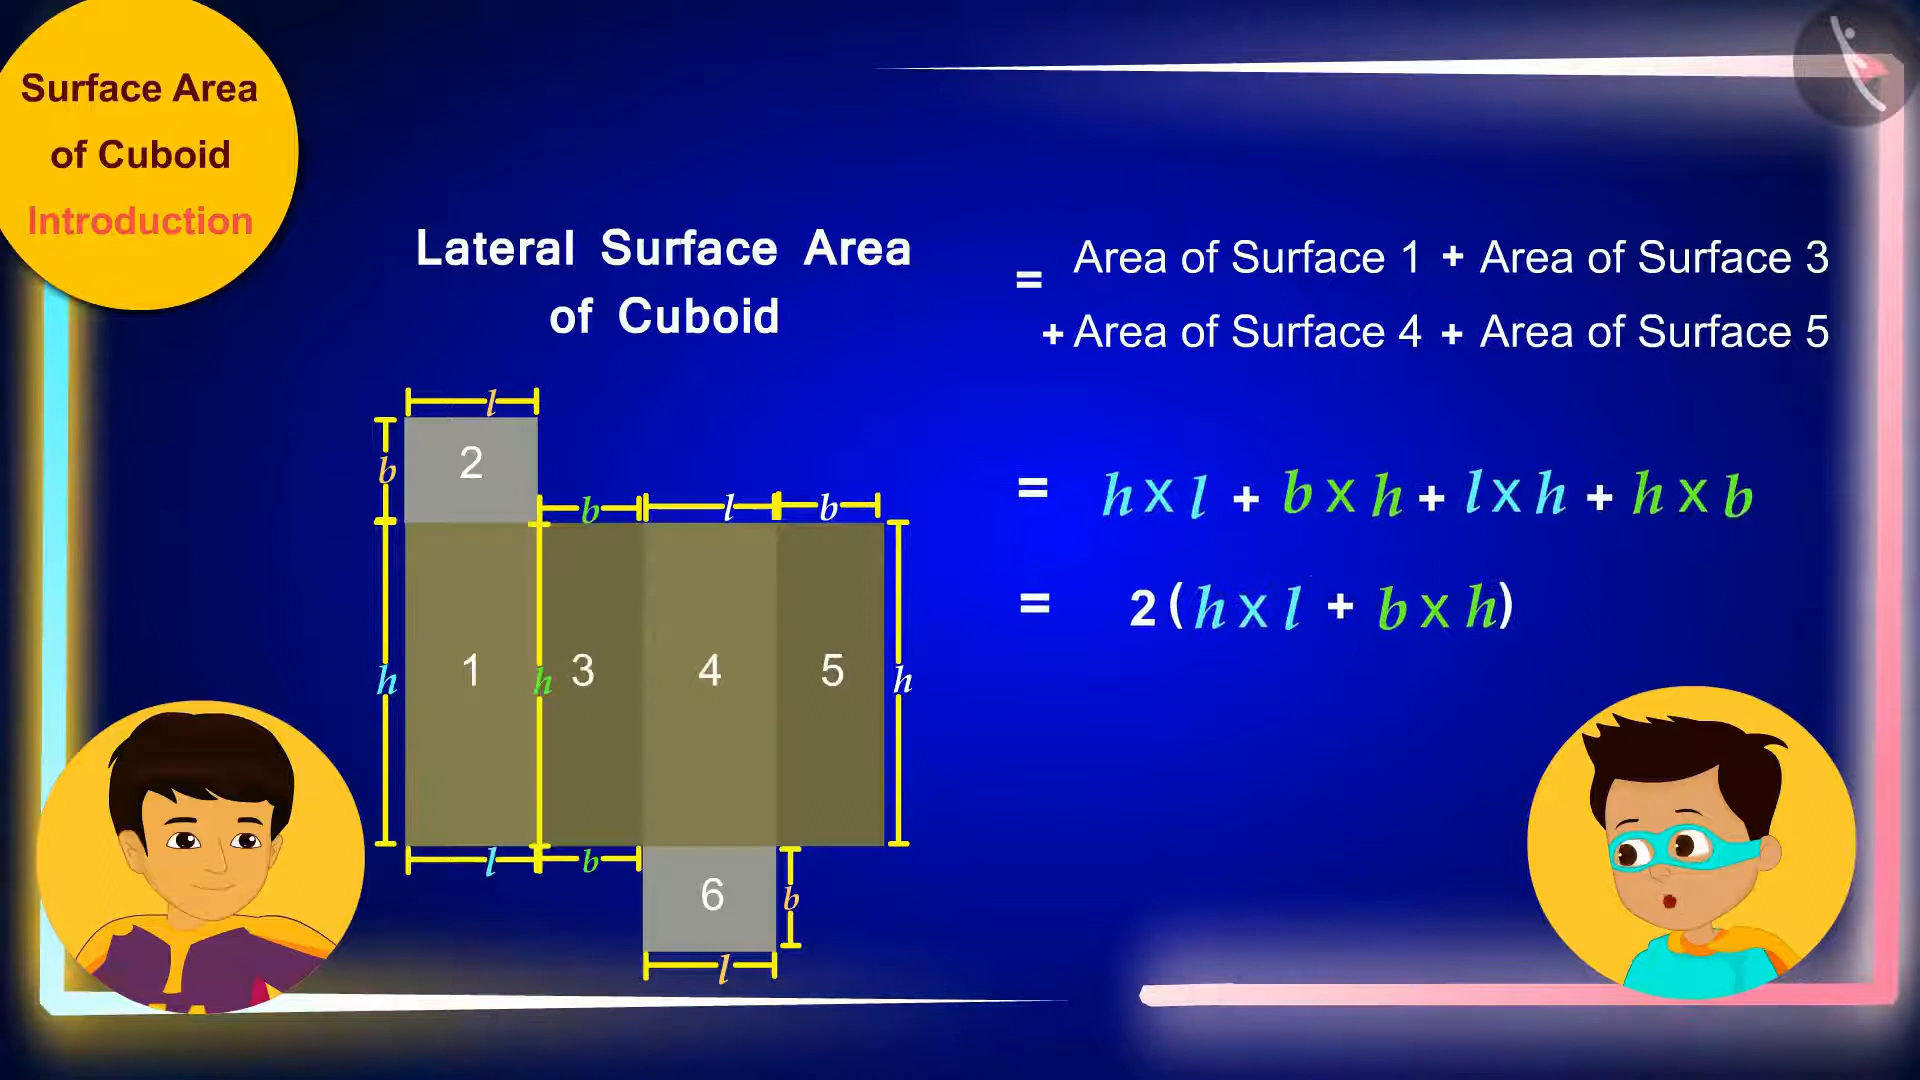 Surface Area
of Cuboid
Introduction
Lateral Surface Area
of Cuboid
= Area of Surface 1 + Area of Surface 3
+ Area of Surface 4 + Area of Surface 5
= h x l + b x h + l x h + h x b
= 2 ( h x l + b x h )
l
b
2
b
l
b
h
1
h
3
4
5
h
l
b
6
b
l